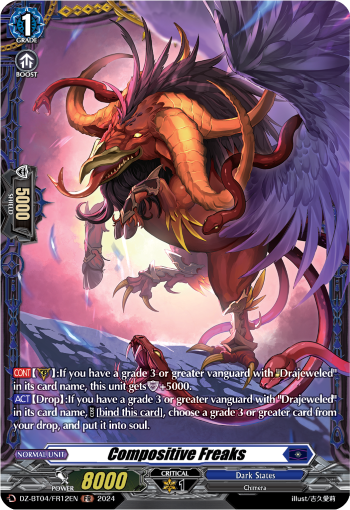 1
GRADE
BOOST
5000
SHIELD
CONT【】:If you have a grade 3 or greater vanguard with "Drajeweled"
in its card name, this unit gets +5000.
ACT【Drop】:If you have a grade 3 or greater vanguard with "Drajeweled"
in its card name, [bind this card], choose a grade 3 or greater card from
your drop, and put it into soul.
NORMAL UNIT
Compositive Freaks
POWER
8000
CRITICAL
1
Dark States
Chimera
DZ-BT04/FR12EN FR 2024
illust/古久愛莉